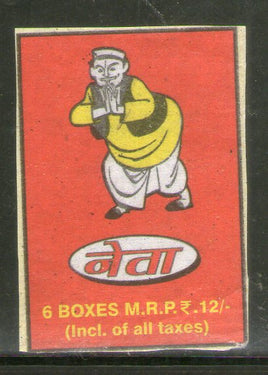 नेता
6 BOXES M.R.P.₹.12/-
(Incl. of all taxes)